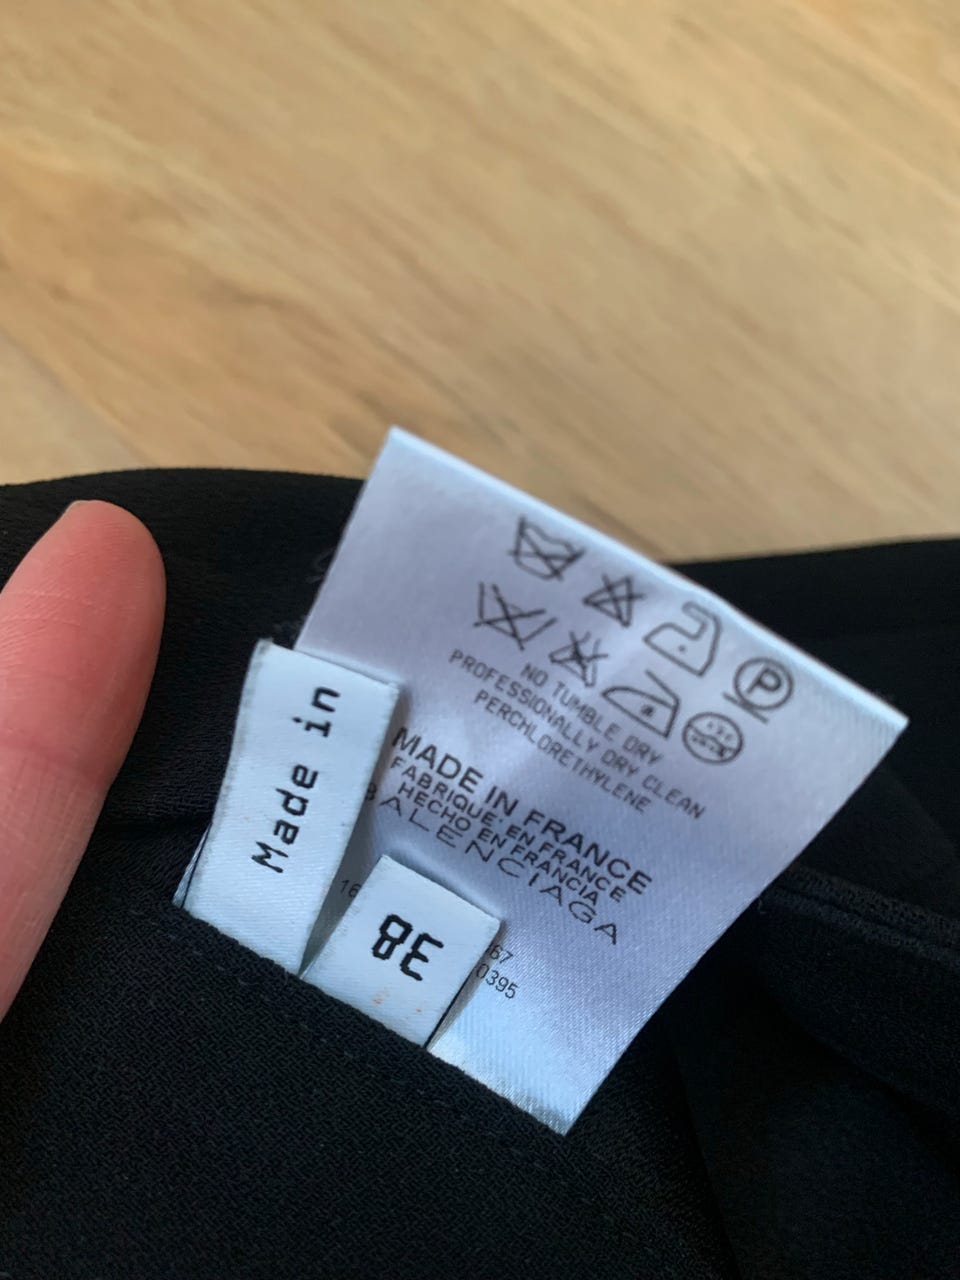 P
NO TUMBLE DRY
PROFESSIONALLY DRY CLEAN
PERCHLORETHYLENE
MADE IN FRANCE
FABRIQUE' EN FRANCE
HECHO EN FRANCIA
BALENCIAGA
Made in
38
0395